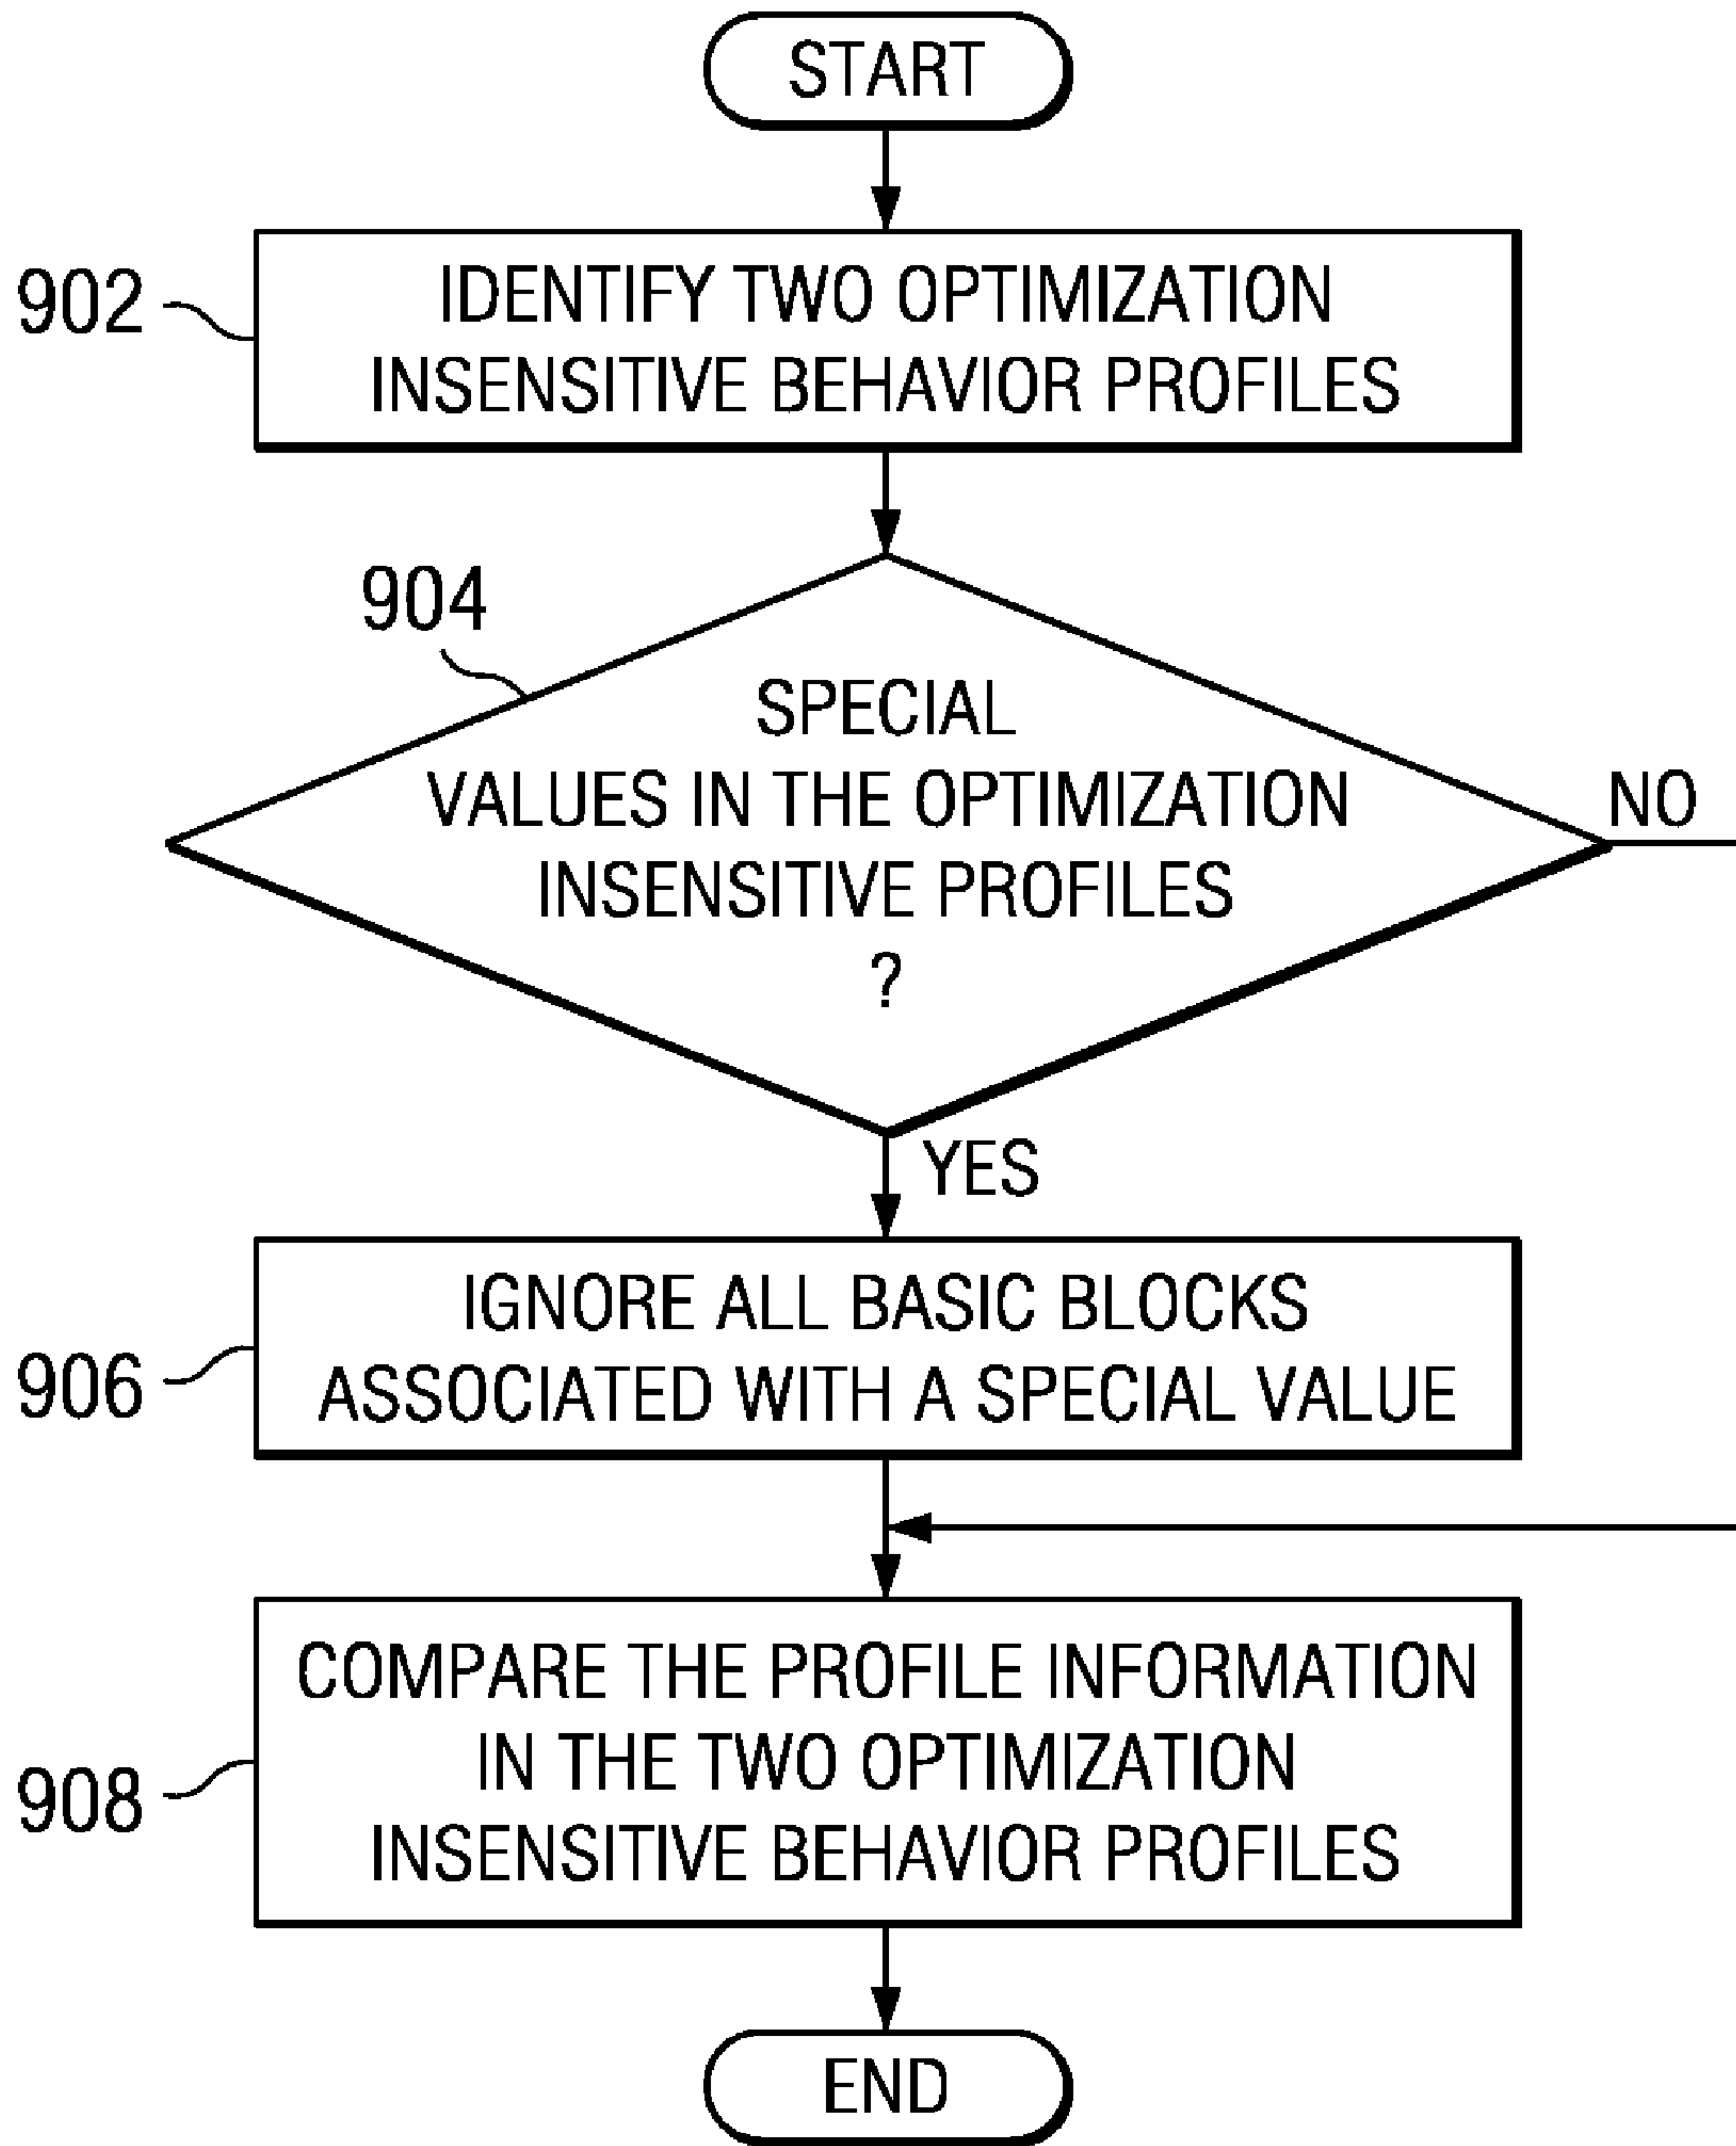 START
902
IDENTIFY TWO OPTIMIZATION
INSENSITIVE BEHAVIOR PROFILES
904
SPECIAL
VALUES IN THE OPTIMIZATION
INSENSITIVE PROFILES
?
NO
YES
906
IGNORE ALL BASIC BLOCKS
ASSOCIATED WITH A SPECIAL VALUE
908
COMPARE THE PROFILE INFORMATION
IN THE TWO OPTIMIZATION
INSENSITIVE BEHAVIOR PROFILES
END